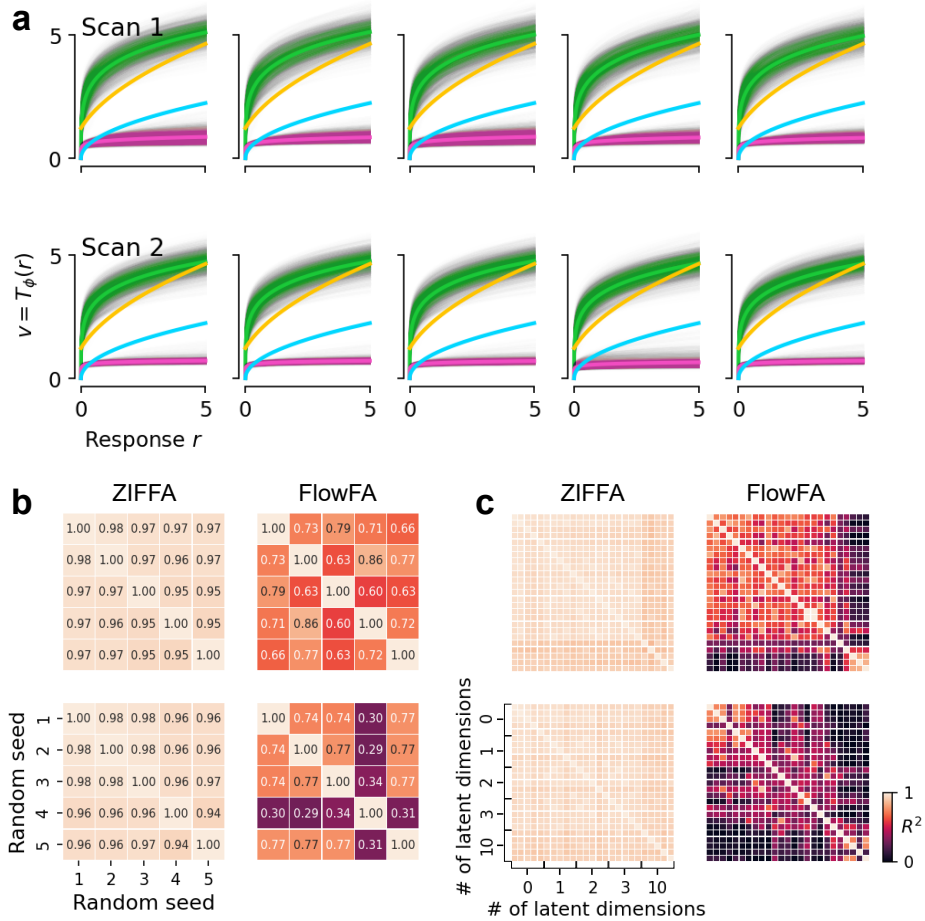 a
Scan 1
5
0
Scan 2
v = T_ϕ(r)
5
0
0 5 0 5 0 5 0 5 0 5
Response r
b
ZIFFA FlowFA
1.00 0.98 0.97 0.97 0.97 1.00 0.73 0.79 0.71 0.66
0.98 1.00 0.97 0.96 0.97 0.73 1.00 0.63 0.86 0.77
0.97 0.97 1.00 0.95 0.95 0.79 0.63 1.00 0.60 0.63
0.97 0.96 0.95 1.00 0.95 0.71 0.86 0.60 1.00 0.72
0.97 0.97 0.95 0.95 1.00 0.66 0.77 0.63 0.72 1.00
Random seed
1 1.00 0.98 0.98 0.96 0.96 1.00 0.74 0.74 0.30 0.77
2 0.98 1.00 0.98 0.96 0.96 0.74 1.00 0.77 0.29 0.77
3 0.98 0.98 1.00 0.96 0.97 0.74 0.77 1.00 0.34 0.77
4 0.96 0.96 0.96 1.00 0.94 0.30 0.29 0.34 1.00 0.31
5 0.96 0.96 0.97 0.94 1.00 0.77 0.77 0.77 0.31 1.00
1 2 3 4 5
Random seed
c
ZIFFA FlowFA
# of latent dimensions
0
1
2
3
10
0 1 2 3 10
# of latent dimensions
1
R²
0